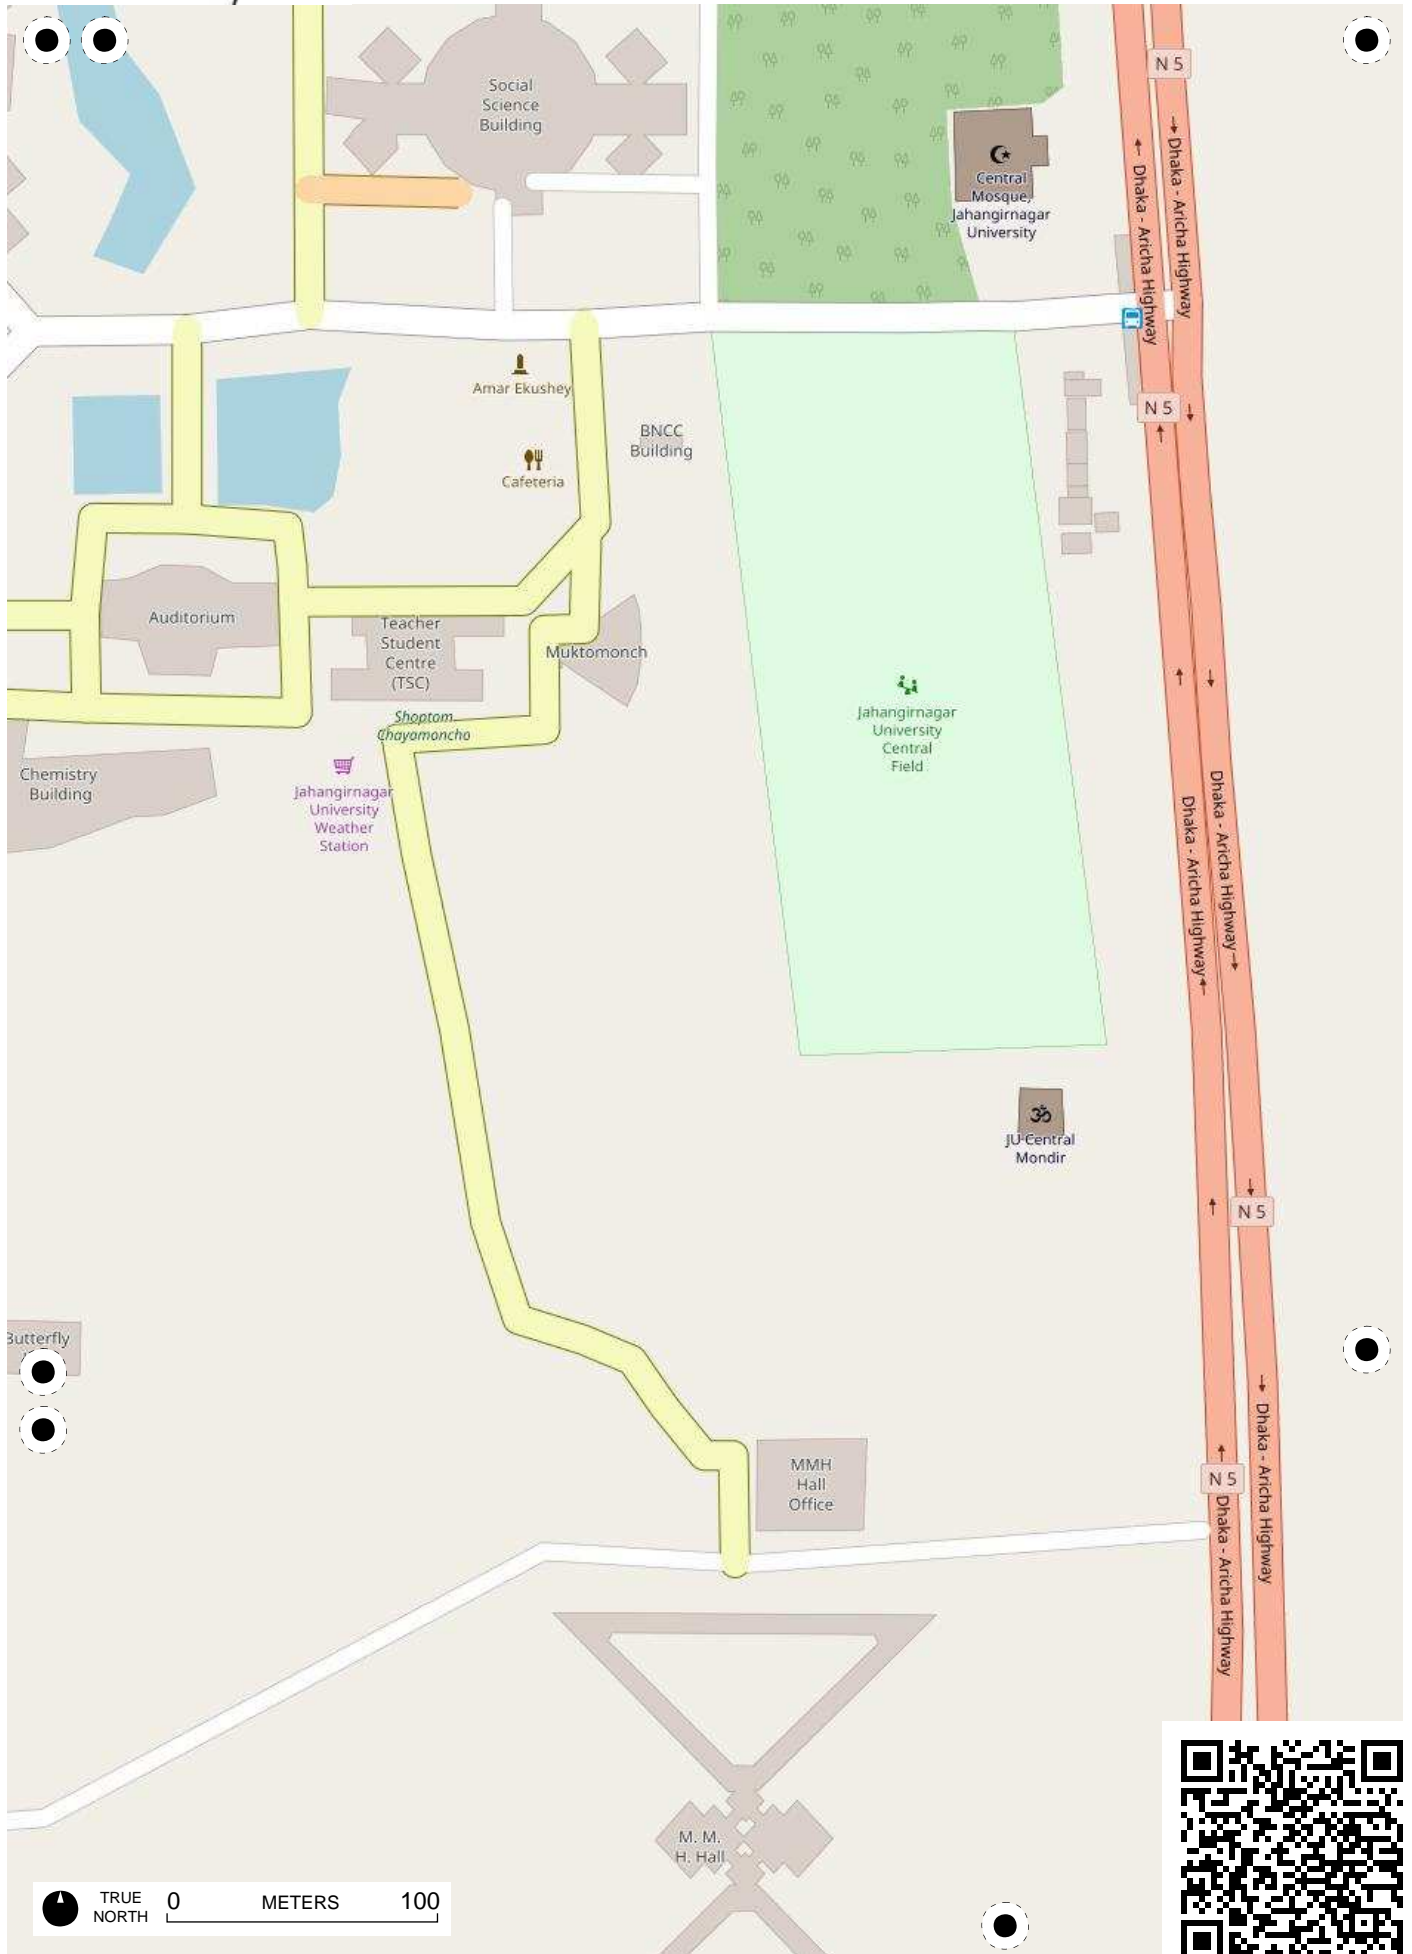 N 5
Social
Science
Building
Central
Mosque,
Jahangirnagar
University
Dhaka - Aricha Highway
Dhaka - Aricha Highway
Amar Ekushey
N 5
BNCC
Building
Cafeteria
Auditorium
Teacher
Student
Centre
(TSC)
Muktomonch
Shoptom
Chayamancha
Jahangirnagar
University
Central
Field
Chemistry
Building
Jahangirnagar
University
Weather
Station
Dhaka - Aricha Highway
Dhaka - Aricha Highway
JU Central
Mondir
N 5
Butterfly
MMH
Hall
Office
N 5
Dhaka - Aricha Highway
Dhaka - Aricha Highway
M. M.
H. Hall
TRUE
NORTH
0 METERS 100